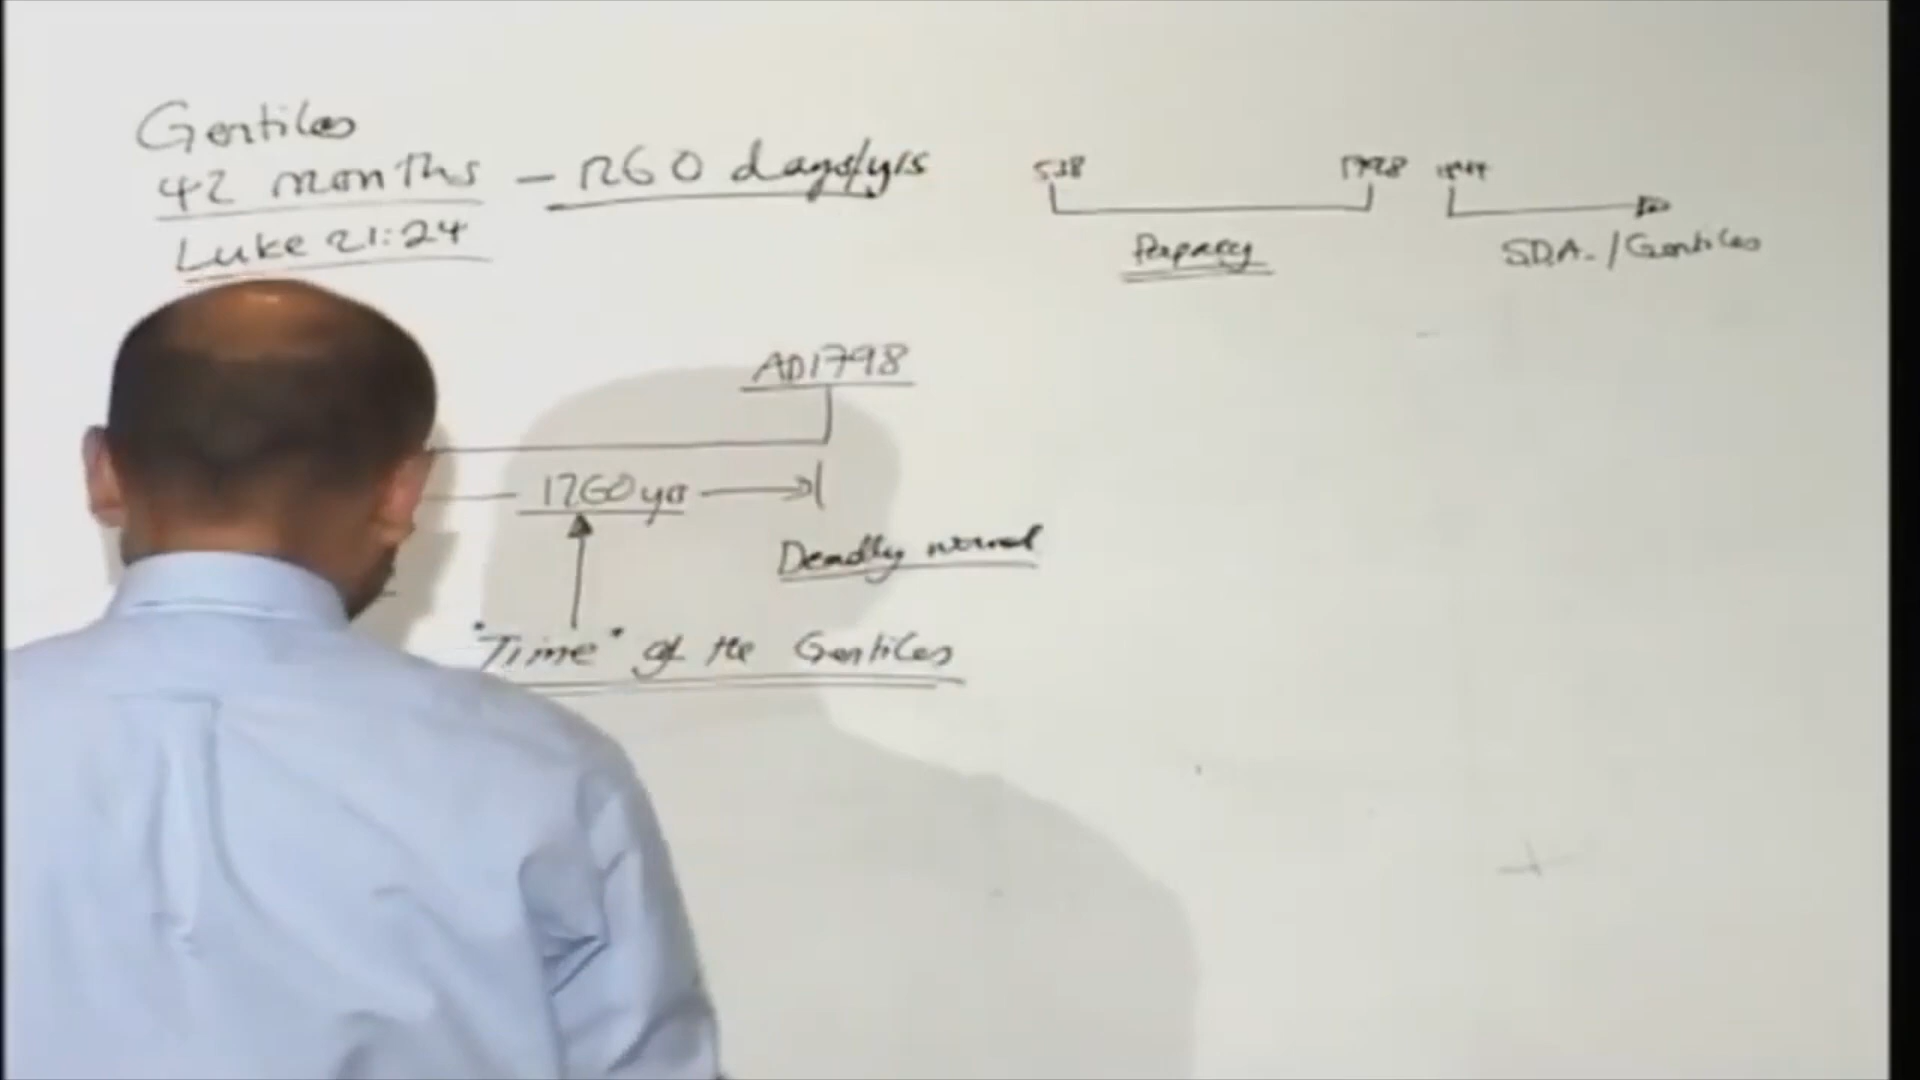 Gentiles
42 months - 1260 days/yrs
Luke 21:24
538 1798 1844
Papacy
S.D.A. / Gentiles
AD1798
1260 yrs
Deadly wound
"Time" of the Gentiles